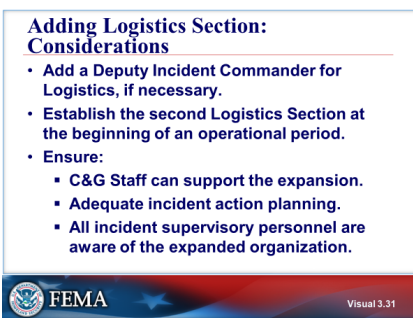 Adding Logistics Section:
Considerations
• Add a Deputy Incident Commander for
Logistics, if necessary.
• Establish the second Logistics Section at
the beginning of an operational period.
• Ensure:
▪ C&G Staff can support the expansion.
▪ Adequate incident action planning.
▪ All incident supervisory personnel are
aware of the expanded organization.
FEMA
Visual 3.31